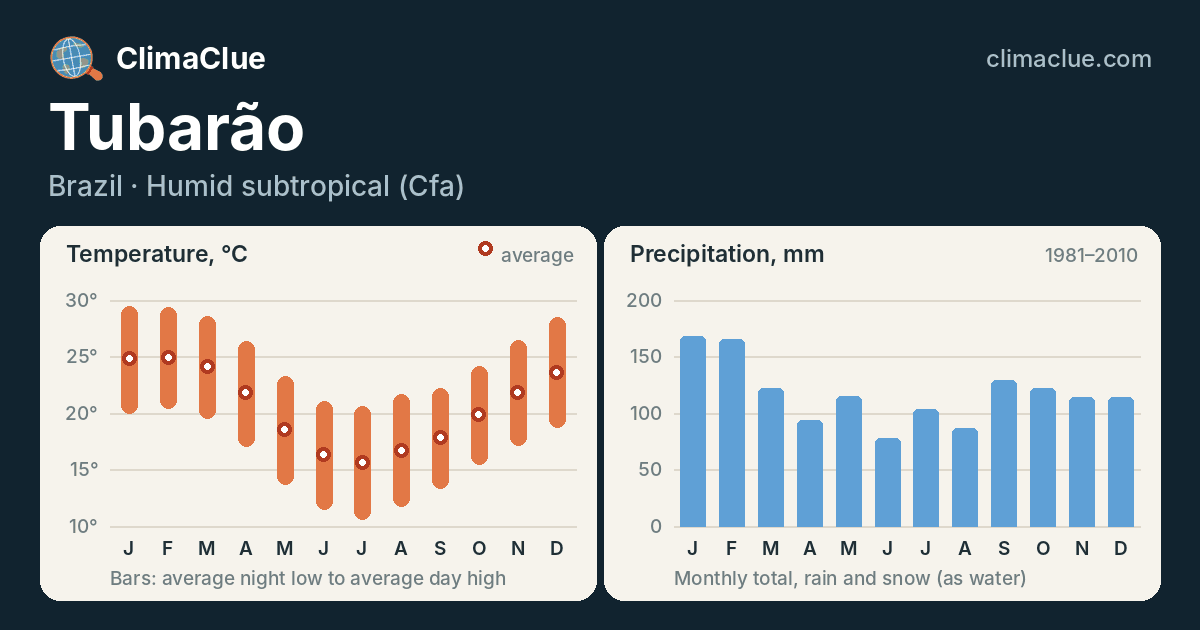 ClimaClue
climaclue.com
Tubarão
Brazil · Humid subtropical (Cfa)
Temperature, °C
average
30°
25°
20°
15°
10°
J F M A M J J A S O N D
Bars: average night low to average day high
Precipitation, mm
1981–2010
200
150
100
50
0
J F M A M J J A S O N D
Monthly total, rain and snow (as water)